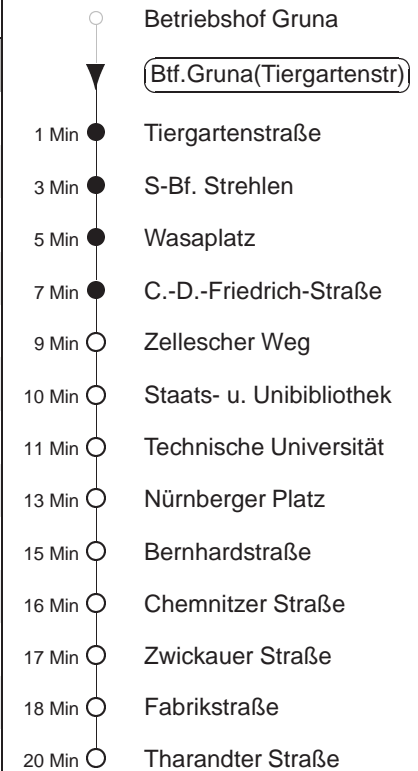 Betriebshof Gruna
Btf.Gruna(Tiergartenstr)
1 Min Tiergartenstraße
3 Min S-Bf. Strehlen
5 Min Wasaplatz
7 Min C.-D.-Friedrich-Straße
9 Min Zellescher Weg
10 Min Staats- u. Unibibliothek
11 Min Technische Universität
13 Min Nürnberger Platz
15 Min Bernhardstraße
16 Min Chemnitzer Straße
17 Min Zwickauer Straße
18 Min Fabrikstraße
20 Min Tharandter Straße